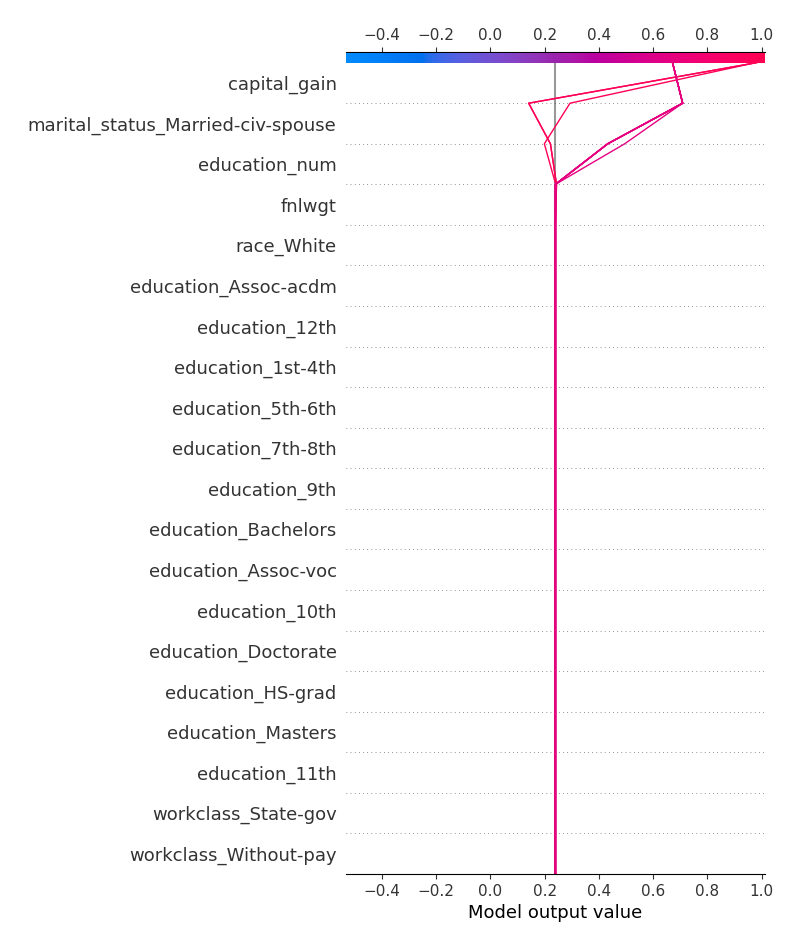 −0.4 −0.2 0.0 0.2 0.4 0.6 0.8 1.0
capital_gain
marital_status_Married-civ-spouse
education_num
fnlwgt
race_White
education_Assoc-acdm
education_12th
education_1st-4th
education_5th-6th
education_7th-8th
education_9th
education_Bachelors
education_Assoc-voc
education_10th
education_Doctorate
education_HS-grad
education_Masters
education_11th
workclass_State-gov
workclass_Without-pay
−0.4 −0.2 0.0 0.2 0.4 0.6 0.8 1.0
Model output value